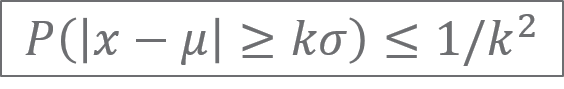 P(|x − μ| ≥ kσ) ≤ 1/k²